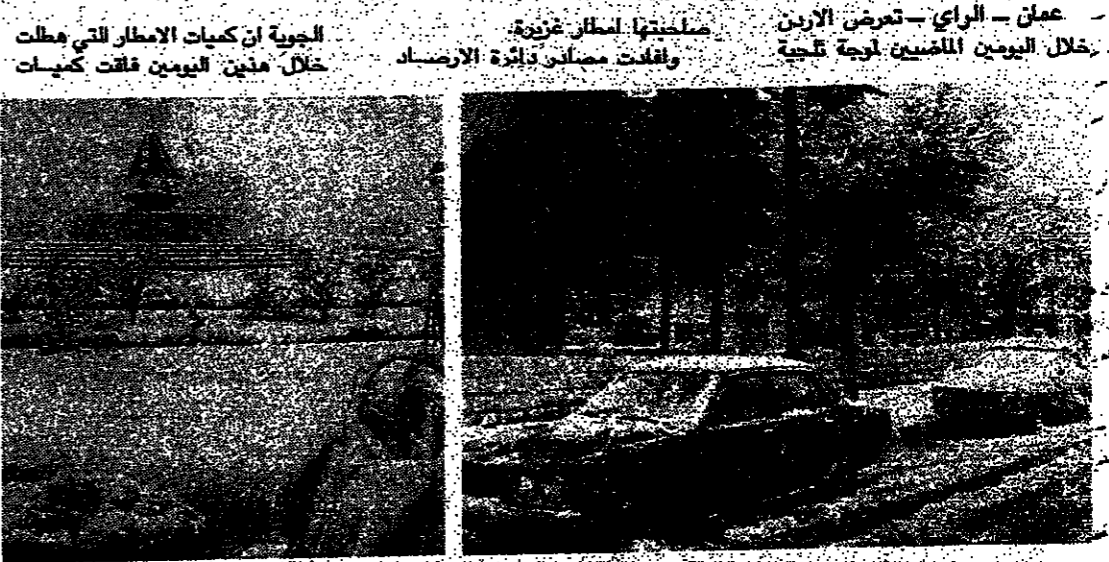 عمان — الراي — تعرض الاردن
خلال اليومين الماضيين لموجة ثلجية
صاحبتها امطار غزيرة
وافادت مصادر دائرة الارصاد
الجوية ان كميات الامطار التي هطلت
خلال هذين اليومين فاقت كميات